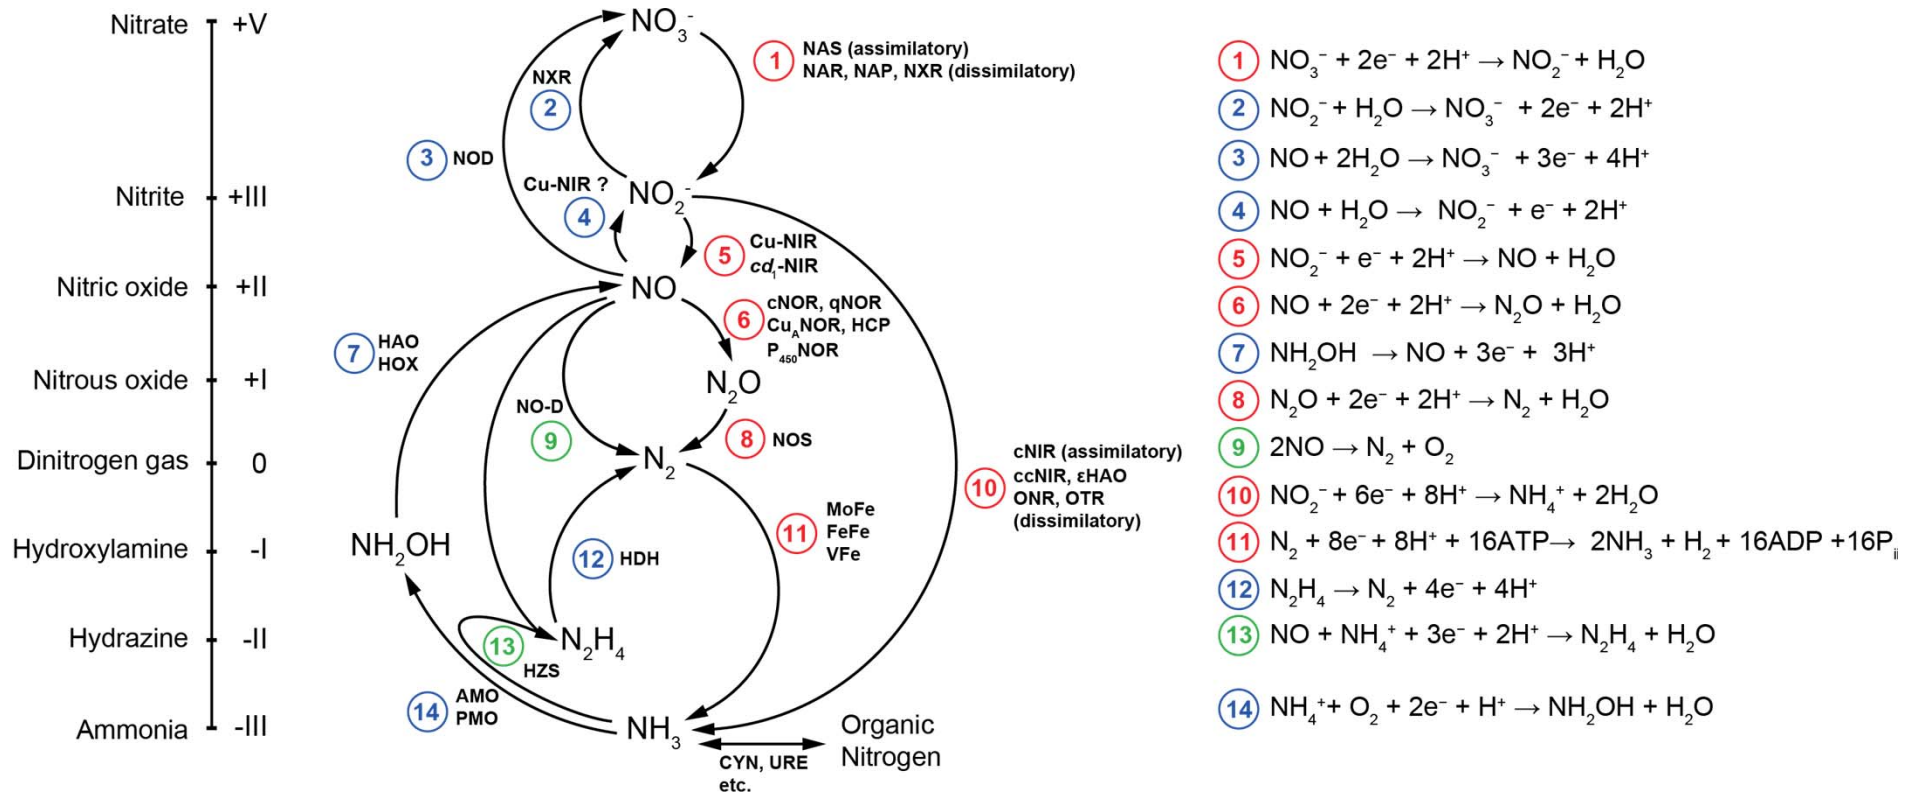 Nitrate +V
Nitrite +III
Nitric oxide +II
Nitrous oxide +I
Dinitrogen gas 0
Hydroxylamine -I
Hydrazine -II
Ammonia -III
NO₃⁻
1 NAS (assimilatory)
NAR, NAP, NXR (dissimilatory)
NXR
2
3 NOD
Cu-NIR ?
4
NO₂⁻
5 Cu-NIR
cd₁-NIR
NO
6 cNOR, qNOR
Cu_ANOR, HCP
P₄₅₀NOR
7 HAO
HOX
N₂O
NO-D
9
8 NOS
N₂
10 cNIR (assimilatory)
ccNIR, εHAO
ONR, OTR
(dissimilatory)
11 MoFe
FeFe
VFe
NH₂OH
12 HDH
N₂H₄
13
HZS
14 AMO
PMO
NH₃
Organic
Nitrogen
CYN, URE
etc.
1 NO₃⁻ + 2e⁻ + 2H⁺ → NO₂⁻ + H₂O
2 NO₂⁻ + H₂O → NO₃⁻ + 2e⁻ + 2H⁺
3 NO + 2H₂O → NO₃⁻ + 3e⁻ + 4H⁺
4 NO + H₂O → NO₂⁻ + e⁻ + 2H⁺
5 NO₂⁻ + e⁻ + 2H⁺ → NO + H₂O
6 NO + 2e⁻ + 2H⁺ → N₂O + H₂O
7 NH₂OH → NO + 3e⁻ + 3H⁺
8 N₂O + 2e⁻ + 2H⁺ → N₂ + H₂O
9 2NO → N₂ + O₂
10 NO₂⁻ + 6e⁻ + 8H⁺ → NH₄⁺ + 2H₂O
11 N₂ + 8e⁻ + 8H⁺ + 16ATP→ 2NH₃ + H₂ + 16ADP +16Pᵢᵢ
12 N₂H₄ → N₂ + 4e⁻ + 4H⁺
13 NO + NH₄⁺ + 3e⁻ + 2H⁺ → N₂H₄ + H₂O
14 NH₄⁺+ O₂ + 2e⁻ + H⁺ → NH₂OH + H₂O